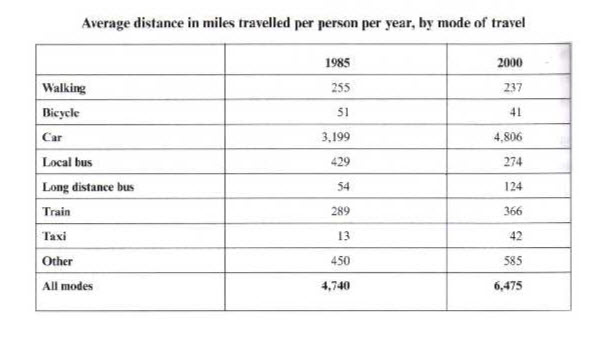 Average distance in miles travelled per person per year, by mode of travel
1985 2000
Walking 255 237
Bicycle 51 41
Car 3,199 4,806
Local bus 429 274
Long distance bus 54 124
Train 289 366
Taxi 13 42
Other 450 585
All modes 4,740 6,475